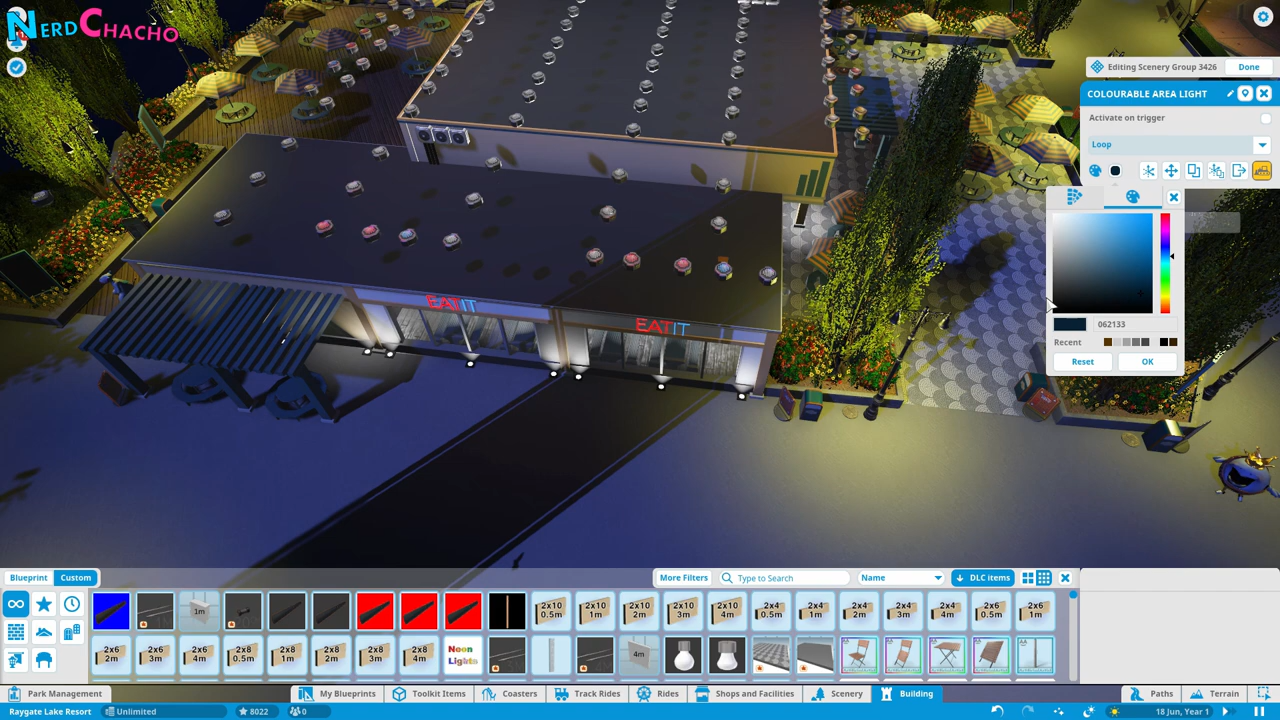 NERDCHACHO
Editing Scenery Group 3426
Done
COLOURABLE AREA LIGHT
Activate on trigger
Loop
062133
Recent
Reset
OK
EATIT
EATIT
Blueprint
Custom
More Filters
Type to Search
Name
DLC items
1m
2x10 0.5m
2x10 1m
2x10 2m
2x10 3m
2x10 4m
2x4 0.5m
2x4 1m
2x4 2m
2x4 3m
2x4 4m
2x6 0.5m
2x6 1m
2x6 2m
2x6 3m
2x6 4m
2x8 0.5m
2x8 1m
2x8 2m
2x8 3m
2x8 4m
Neon Lights
4m
Park Management
My Blueprints
Toolkit Items
Coasters
Track Rides
Rides
Shops and Facilities
Scenery
Building
Paths
Terrain
Raygate Lake Resort
Unlimited
8022
0
18 Jun, Year 1